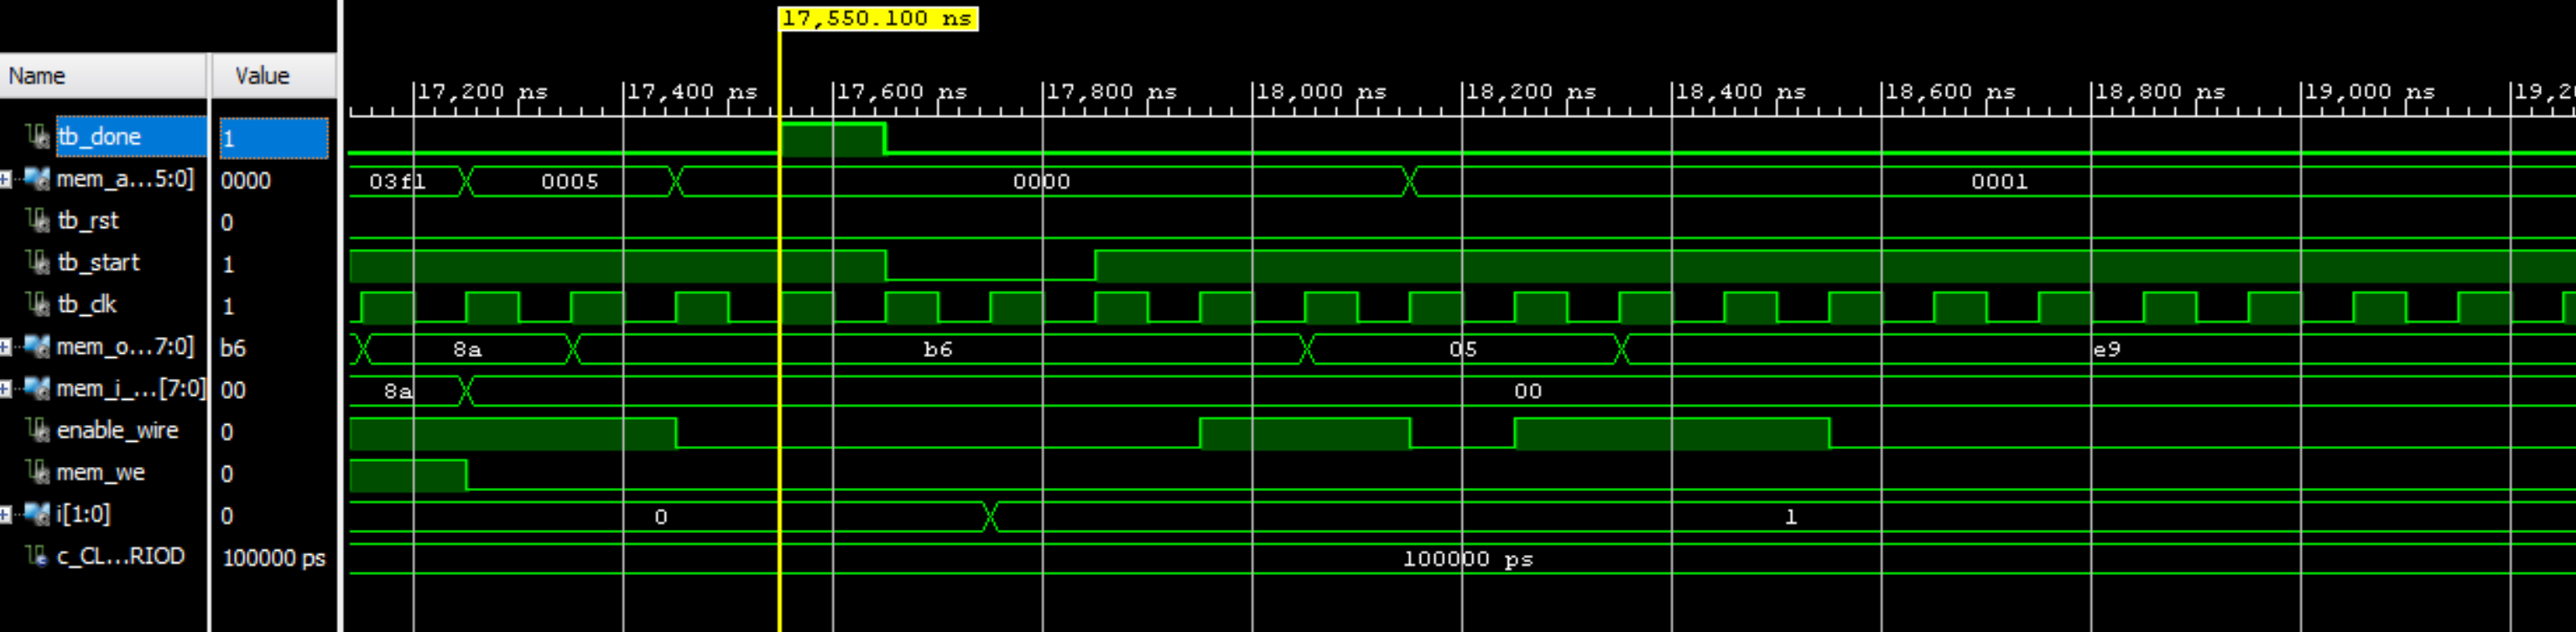 17,550.100 ns
Name Value
17,200 ns 17,400 ns 17,600 ns 17,800 ns 18,000 ns 18,200 ns 18,400 ns 18,600 ns 18,800 ns 19,000 ns 19,20
tb_done 1
mem_a...5:0] 0000 03f1 0005 0000 0001
tb_rst 0
tb_start 1
tb_clk 1
mem_o...7:0] b6 8a b6 05 e9
mem_i_...[7:0] 00 8a 00
enable_wire 0
mem_we 0
i[1:0] 0 0 1
c_CL...RIOD 100000 ps 100000 ps